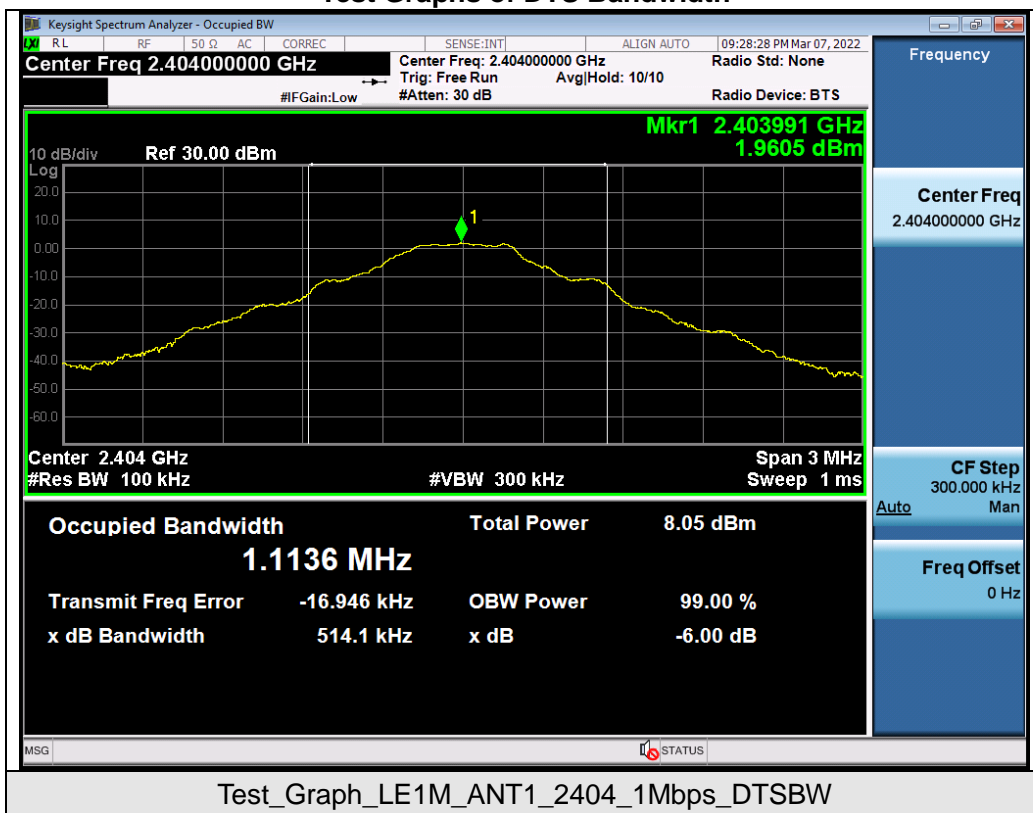 Test Graphs of DTS Bandwidth
Keysight Spectrum Analyzer - Occupied BW
LXI RL RF 50 Ω AC CORREC SENSE:INT ALIGN AUTO 09:28:28 PM Mar 07, 2022
Center Freq 2.404000000 GHz
Center Freq: 2.404000000 GHz
Radio Std: None
Trig: Free Run Avg|Hold: 10/10
#IFGain:Low
#Atten: 30 dB
Radio Device: BTS
Frequency
Mkr1 2.403991 GHz
1.9605 dBm
10 dB/div Ref 30.00 dBm
Log
20.0
10.0
0.00
-10.0
-20.0
-30.0
-40.0
-50.0
-60.0
1
Center 2.404 GHz
Span 3 MHz
#Res BW 100 kHz
#VBW 300 kHz
Sweep 1 ms
Center Freq
2.404000000 GHz
CF Step
300.000 kHz
Auto Man
Freq Offset
0 Hz
Occupied Bandwidth
1.1136 MHz
Total Power 8.05 dBm
Transmit Freq Error -16.946 kHz
OBW Power 99.00 %
x dB Bandwidth 514.1 kHz
x dB -6.00 dB
MSG
STATUS
Test_Graph_LE1M_ANT1_2404_1Mbps_DTSBW